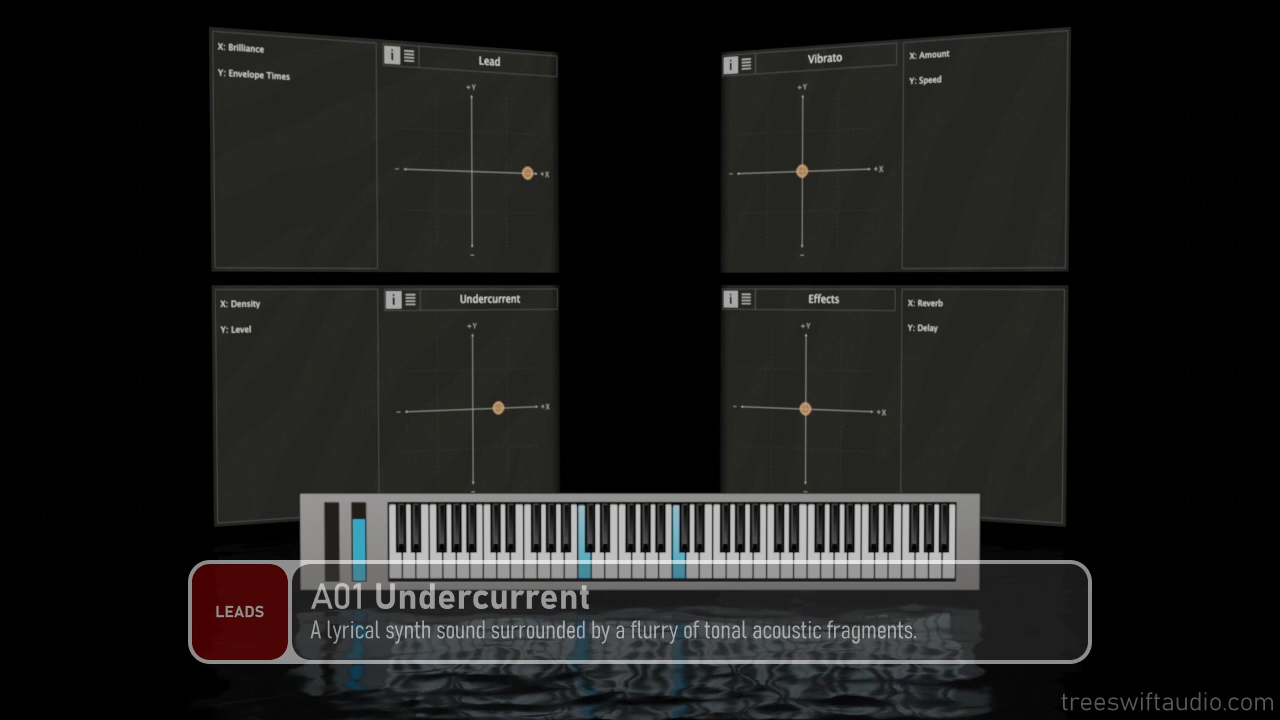 X: Brilliance
Y: Envelope Times
i
Lead
+Y
-
+X
-
i
Vibrato
+Y
-
+X
-
X: Amount
Y: Speed
X: Density
Y: Level
i
Undercurrent
+Y
-
+X
-
i
Effects
+Y
-
+X
-
X: Reverb
Y: Delay
LEADS
A01 Undercurrent
A lyrical synth sound surrounded by a flurry of tonal acoustic fragments.
treeswiftaudio.com